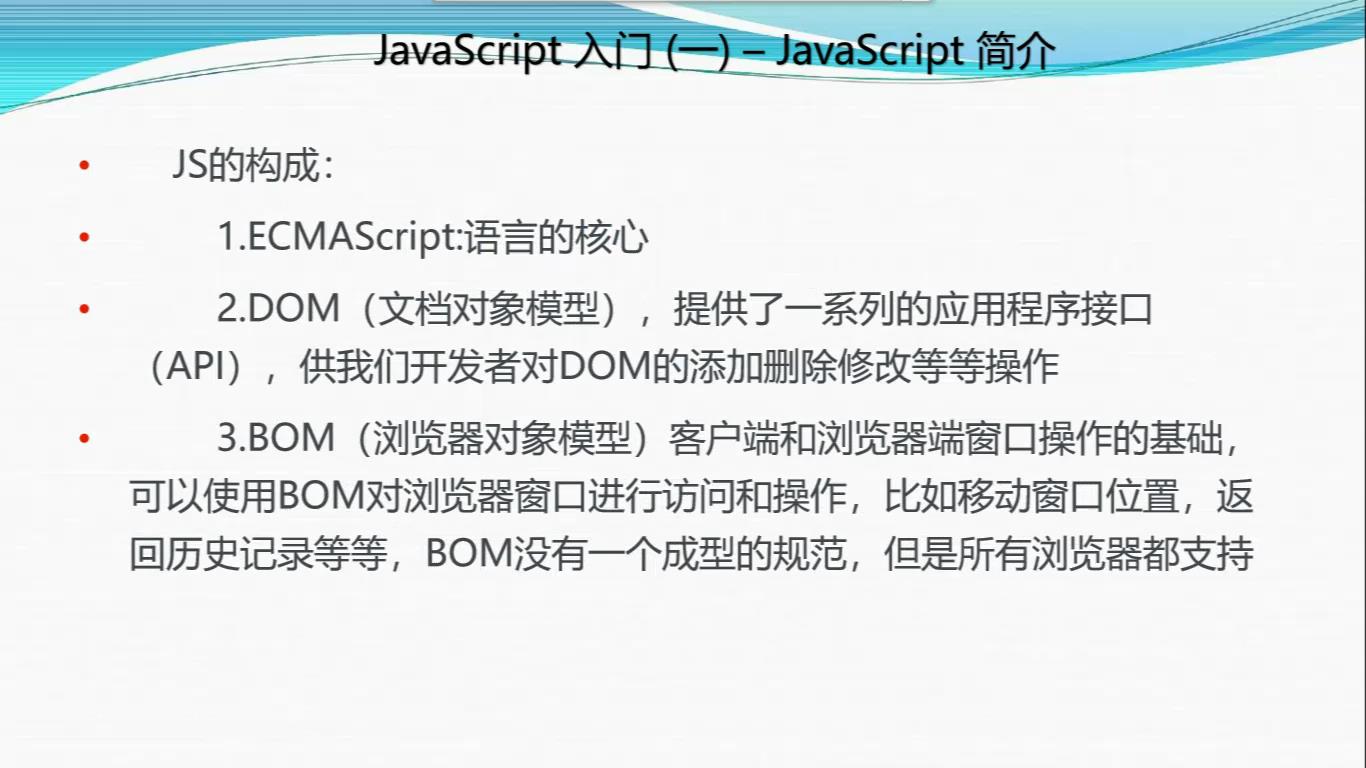 JavaScript 入门 (一) – JavaScript 简介
• JS的构成：
• 1.ECMAScript:语言的核心
• 2.DOM（文档对象模型），提供了一系列的应用程序接口
（API），供我们开发者对DOM的添加删除修改等等操作
• 3.BOM（浏览器对象模型）客户端和浏览器端窗口操作的基础，
可以使用BOM对浏览器窗口进行访问和操作，比如移动窗口位置，返
回历史记录等等，BOM没有一个成型的规范，但是所有浏览器都支持